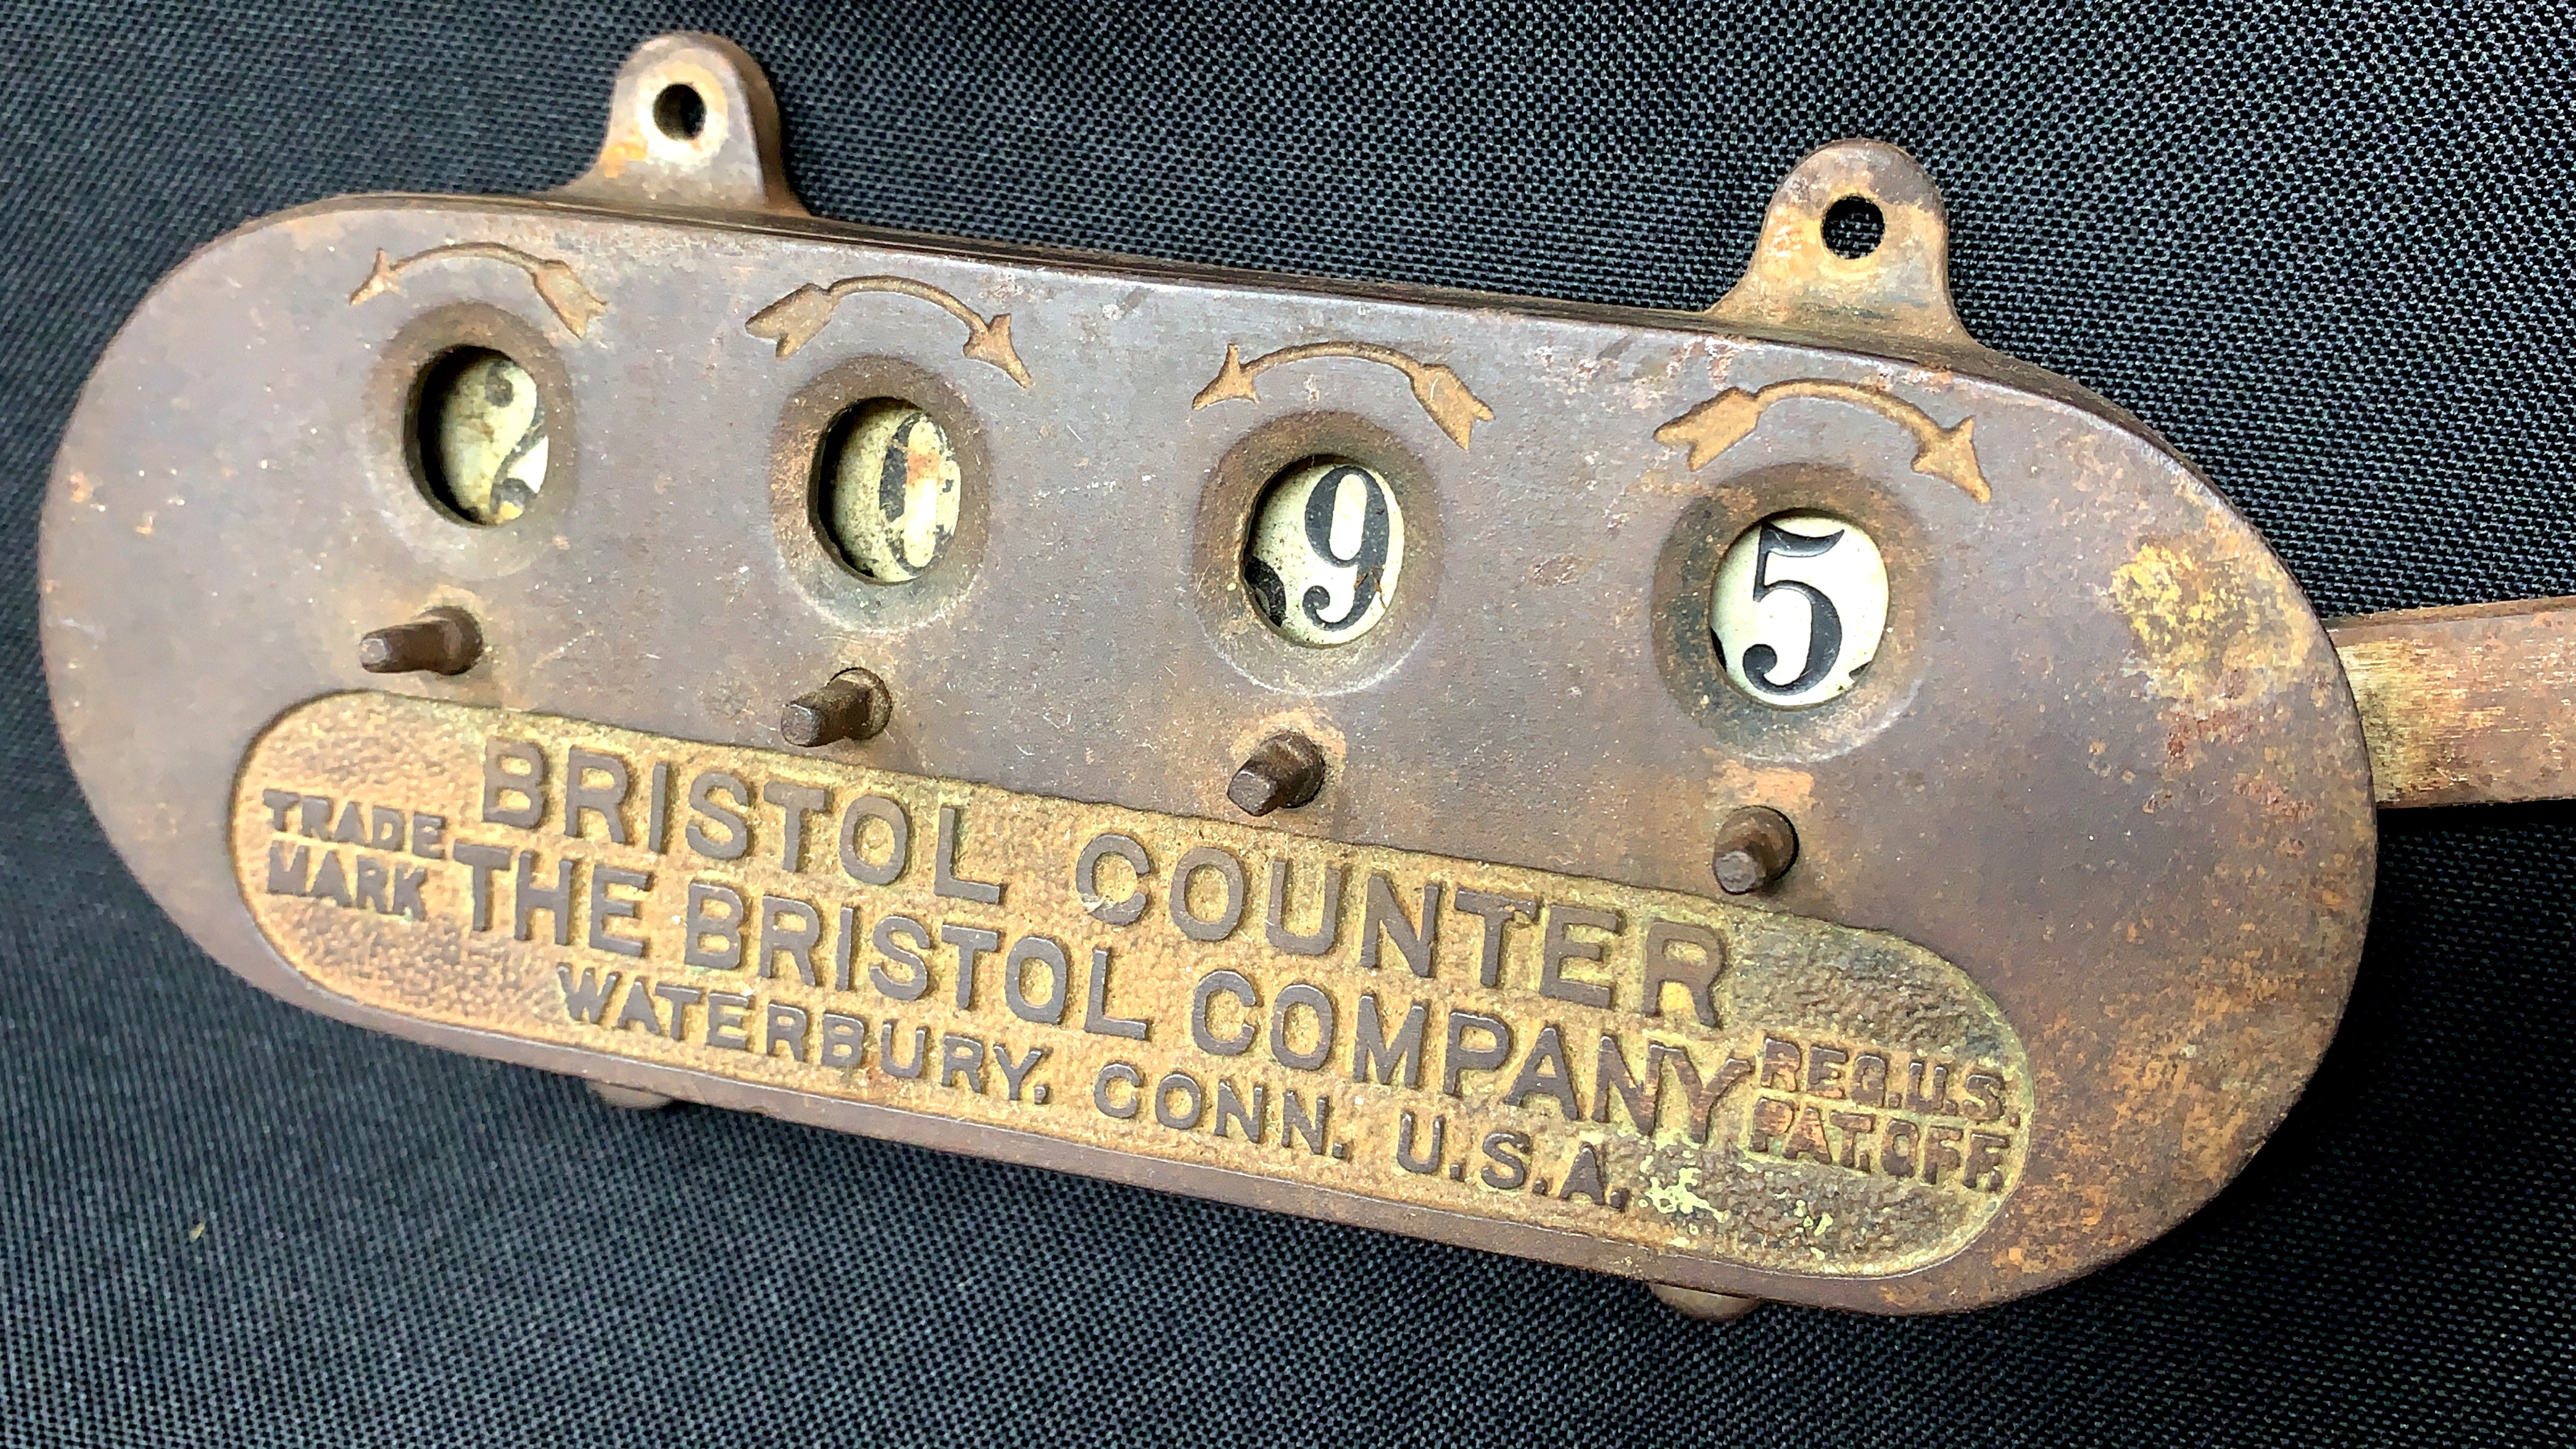 2 0 9 5
BRISTOL COUNTER
TRADE MARK THE BRISTOL COMPANY REG.U.S. PAT.OFF.
WATERBURY, CONN. U.S.A.